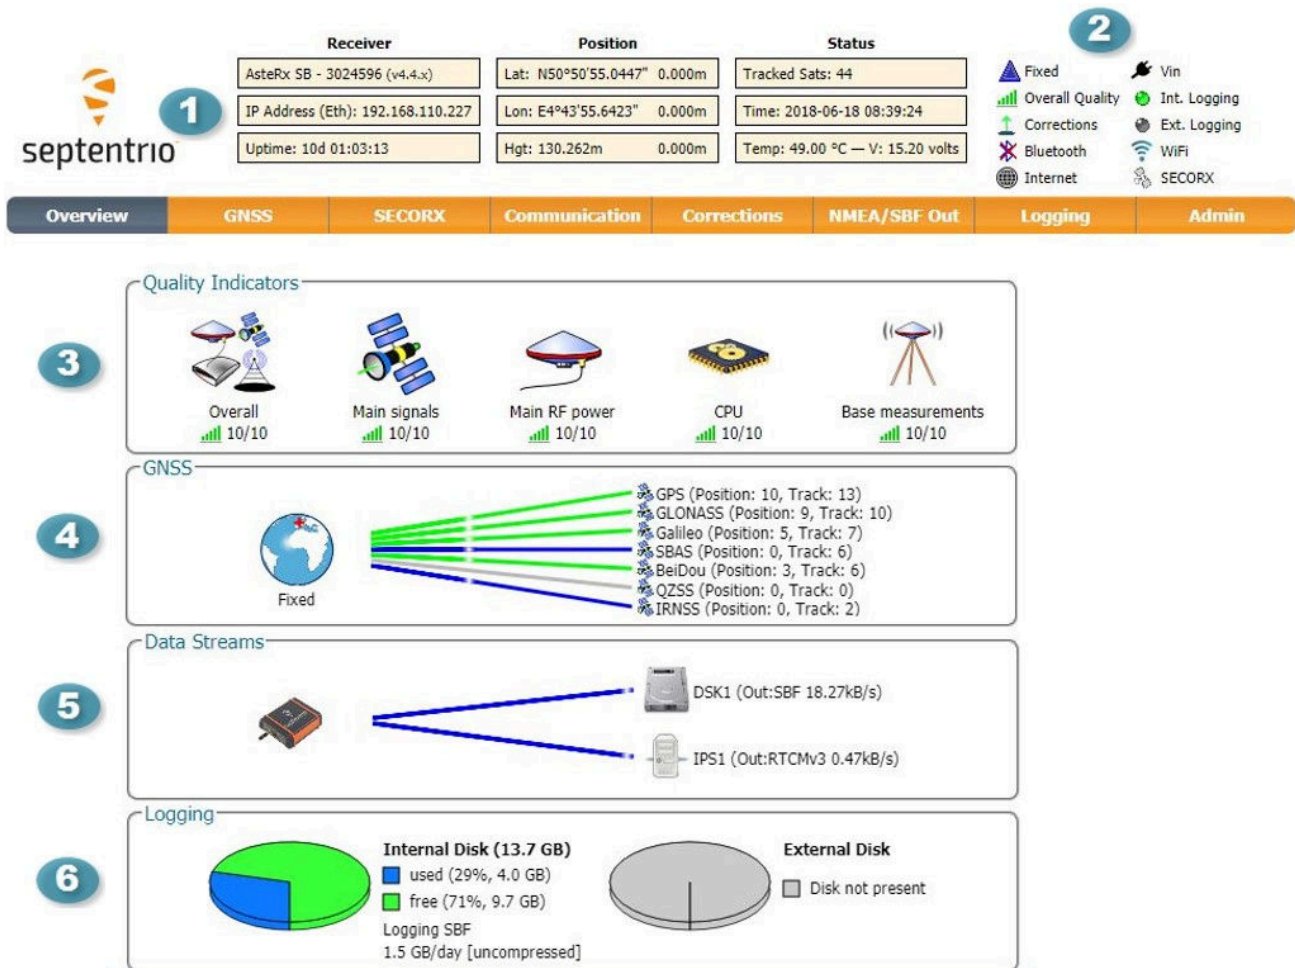 Receiver
Position
Status
2
septentrio
1
AsteRx SB - 3024596 (v4.4.x)
IP Address (Eth): 192.168.110.227
Uptime: 10d 01:03:13
Lat: N50°50'55.0447" 0.000m
Lon: E4°43'55.6423" 0.000m
Hgt: 130.262m 0.000m
Tracked Sats: 44
Time: 2018-06-18 08:39:24
Temp: 49.00 °C — V: 15.20 volts
Fixed
Overall Quality
Corrections
Bluetooth
Internet
Vin
Int. Logging
Ext. Logging
WiFi
SECORX
Overview GNSS SECORX Communication Corrections NMEA/SBF Out Logging Admin
3
Quality Indicators
Overall
10/10
Main signals
10/10
Main RF power
10/10
CPU
10/10
Base measurements
10/10
4
GNSS
Fixed
GPS (Position: 10, Track: 13)
GLONASS (Position: 9, Track: 10)
Galileo (Position: 5, Track: 7)
SBAS (Position: 0, Track: 6)
BeiDou (Position: 3, Track: 6)
QZSS (Position: 0, Track: 0)
IRNSS (Position: 0, Track: 2)
5
Data Streams
DSK1 (Out:SBF 18.27kB/s)
IPS1 (Out:RTCMv3 0.47kB/s)
6
Logging
Internal Disk (13.7 GB)
used (29%, 4.0 GB)
free (71%, 9.7 GB)
Logging SBF
1.5 GB/day [uncompressed]
External Disk
Disk not present